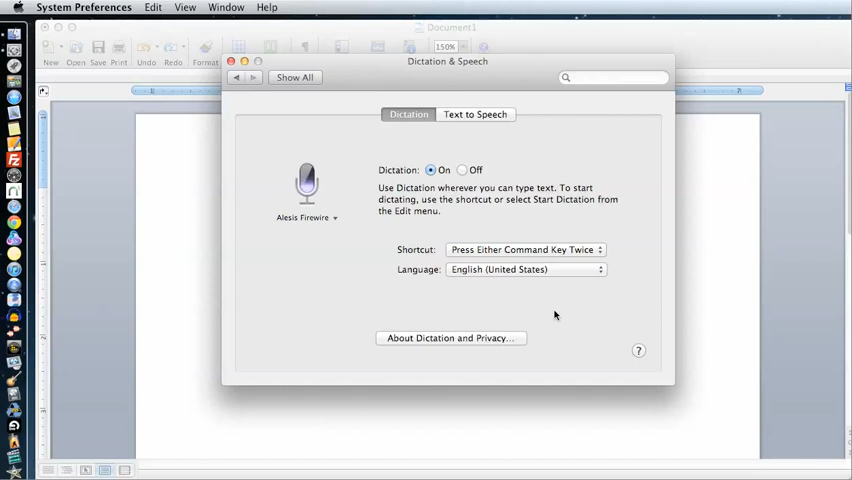 System Preferences Edit View Window Help
Document1
New Open Save Print Undo Redo Format 150%
Dictation & Speech
Show All
Dictation Text to Speech
Dictation: On Off
Use Dictation wherever you can type text. To start
dictating, use the shortcut or select Start Dictation from
the Edit menu.
Alesis Firewire
Shortcut: Press Either Command Key Twice
Language: English (United States)
About Dictation and Privacy...
?